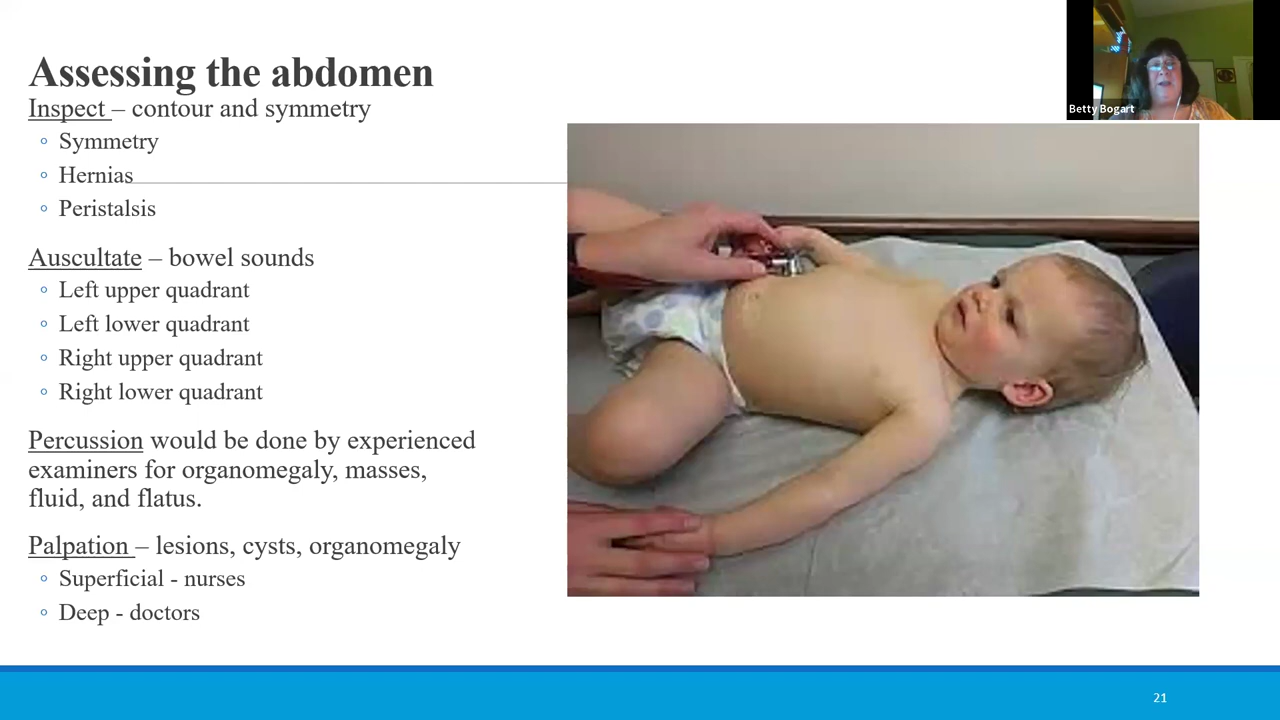 Assessing the abdomen
Inspect – contour and symmetry
◦ Symmetry
◦ Hernias
◦ Peristalsis
Auscultate – bowel sounds
◦ Left upper quadrant
◦ Left lower quadrant
◦ Right upper quadrant
◦ Right lower quadrant
Percussion would be done by experienced
examiners for organomegaly, masses,
fluid, and flatus.
Palpation – lesions, cysts, organomegaly
◦ Superficial - nurses
◦ Deep - doctors
Betty Bogart
21